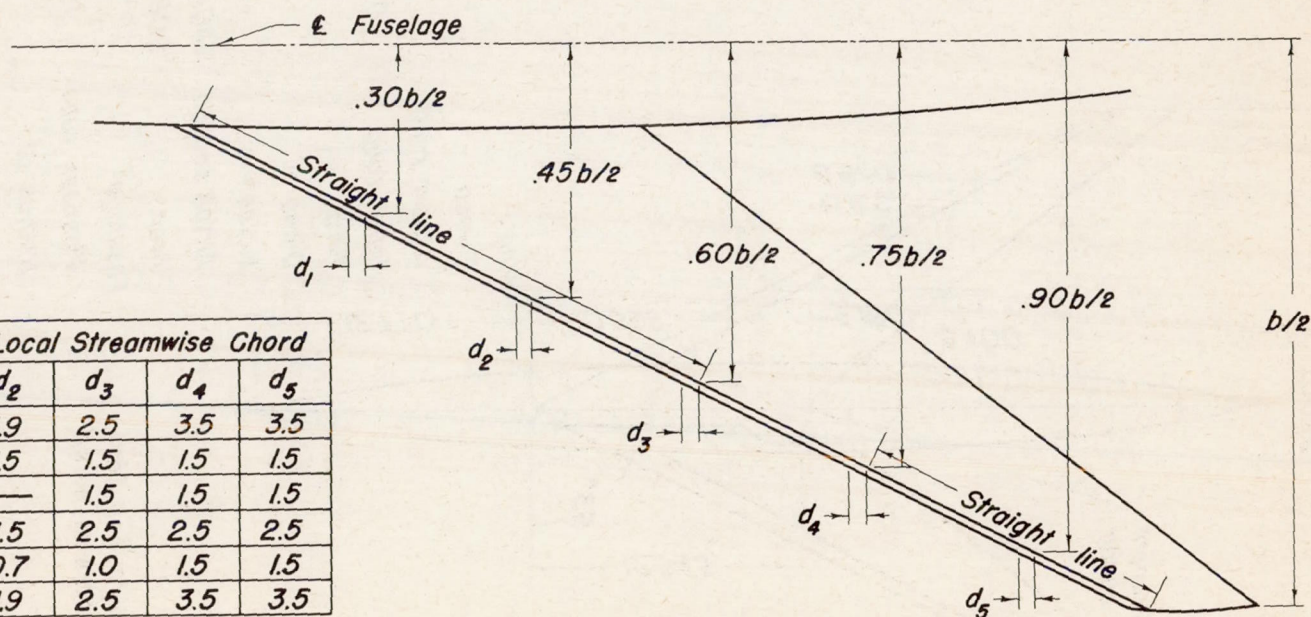 ℄ Fuselage
.30b/2
.45b/2
.60b/2
.75b/2
.90b/2
b/2
Straight line
d₁
d₂
d₃
d₄
d₅
Straight line
Local Streamwise Chord
d₂ d₃ d₄ d₅
.9 2.5 3.5 3.5
.5 1.5 1.5 1.5
— 1.5 1.5 1.5
.5 2.5 2.5 2.5
0.7 1.0 1.5 1.5
.9 2.5 3.5 3.5